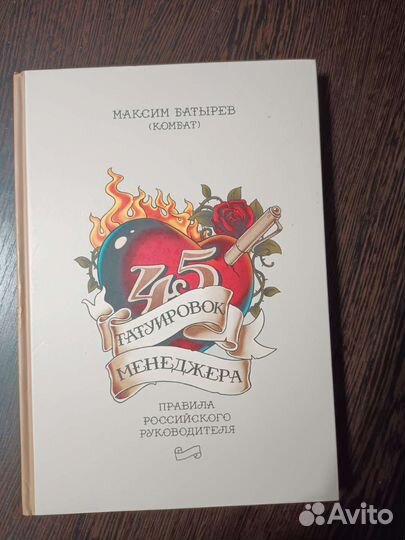 МАКСИМ БАТЫРЕВ
(КОМБАТ)
45
ТАТУИРОВОК
МЕНЕДЖЕРА
ПРАВИЛА
РОССИЙСКОГО
РУКОВОДИТЕЛЯ
Avito